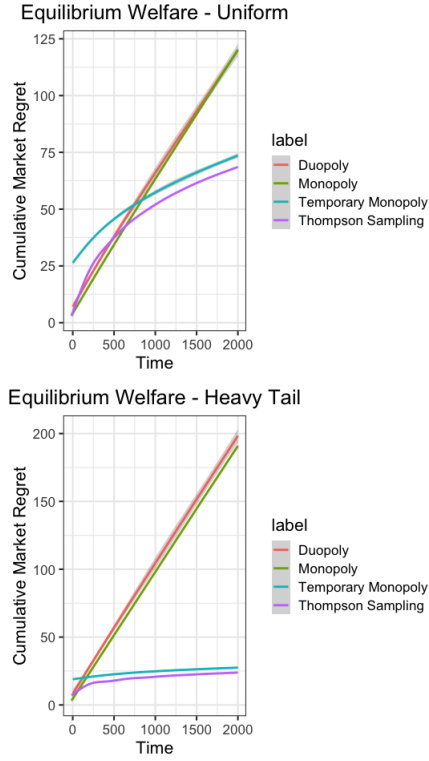 Equilibrium Welfare - Uniform
125
100
75
50
25
0
Cumulative Market Regret
0 500 1000 1500 2000
Time
label
Duopoly
Monopoly
Temporary Monopoly
Thompson Sampling
Equilibrium Welfare - Heavy Tail
200
150
100
50
0
Cumulative Market Regret
0 500 1000 1500 2000
Time
label
Duopoly
Monopoly
Temporary Monopoly
Thompson Sampling